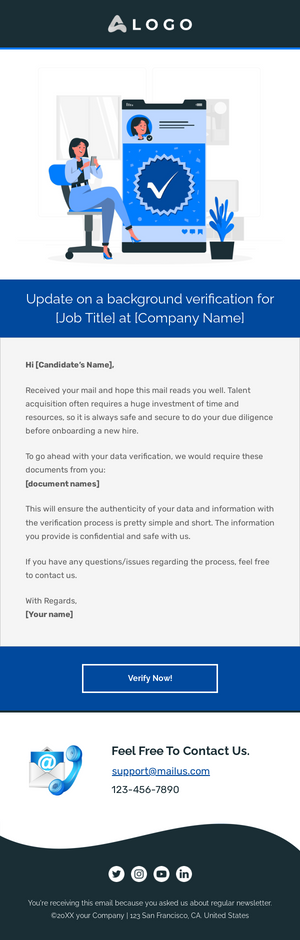 LOGO
Update on a background verification for
[Job Title] at [Company Name]
Hi [Candidate's Name],
Received your mail and hope this mail reads you well. Talent
acquisition often requires a huge investment of time and
resources, so it is always safe and secure to do your due diligence
before onboarding a new hire.
To go ahead with your data verification, we would require these
documents from you:
[document names]
This will ensure the authenticity of your data and information with
the verification process is pretty simple and short. The information
you provide is confidential and safe with us.
If you have any questions/issues regarding the process, feel free
to contact us.
With Regards,
[Your name]
Verify Now!
Feel Free To Contact Us.
support@mailus.com
123-456-7890
You're receiving this email because you asked us about regular newsletter.
©20XX your Company | 123 San Francisco, CA. United States